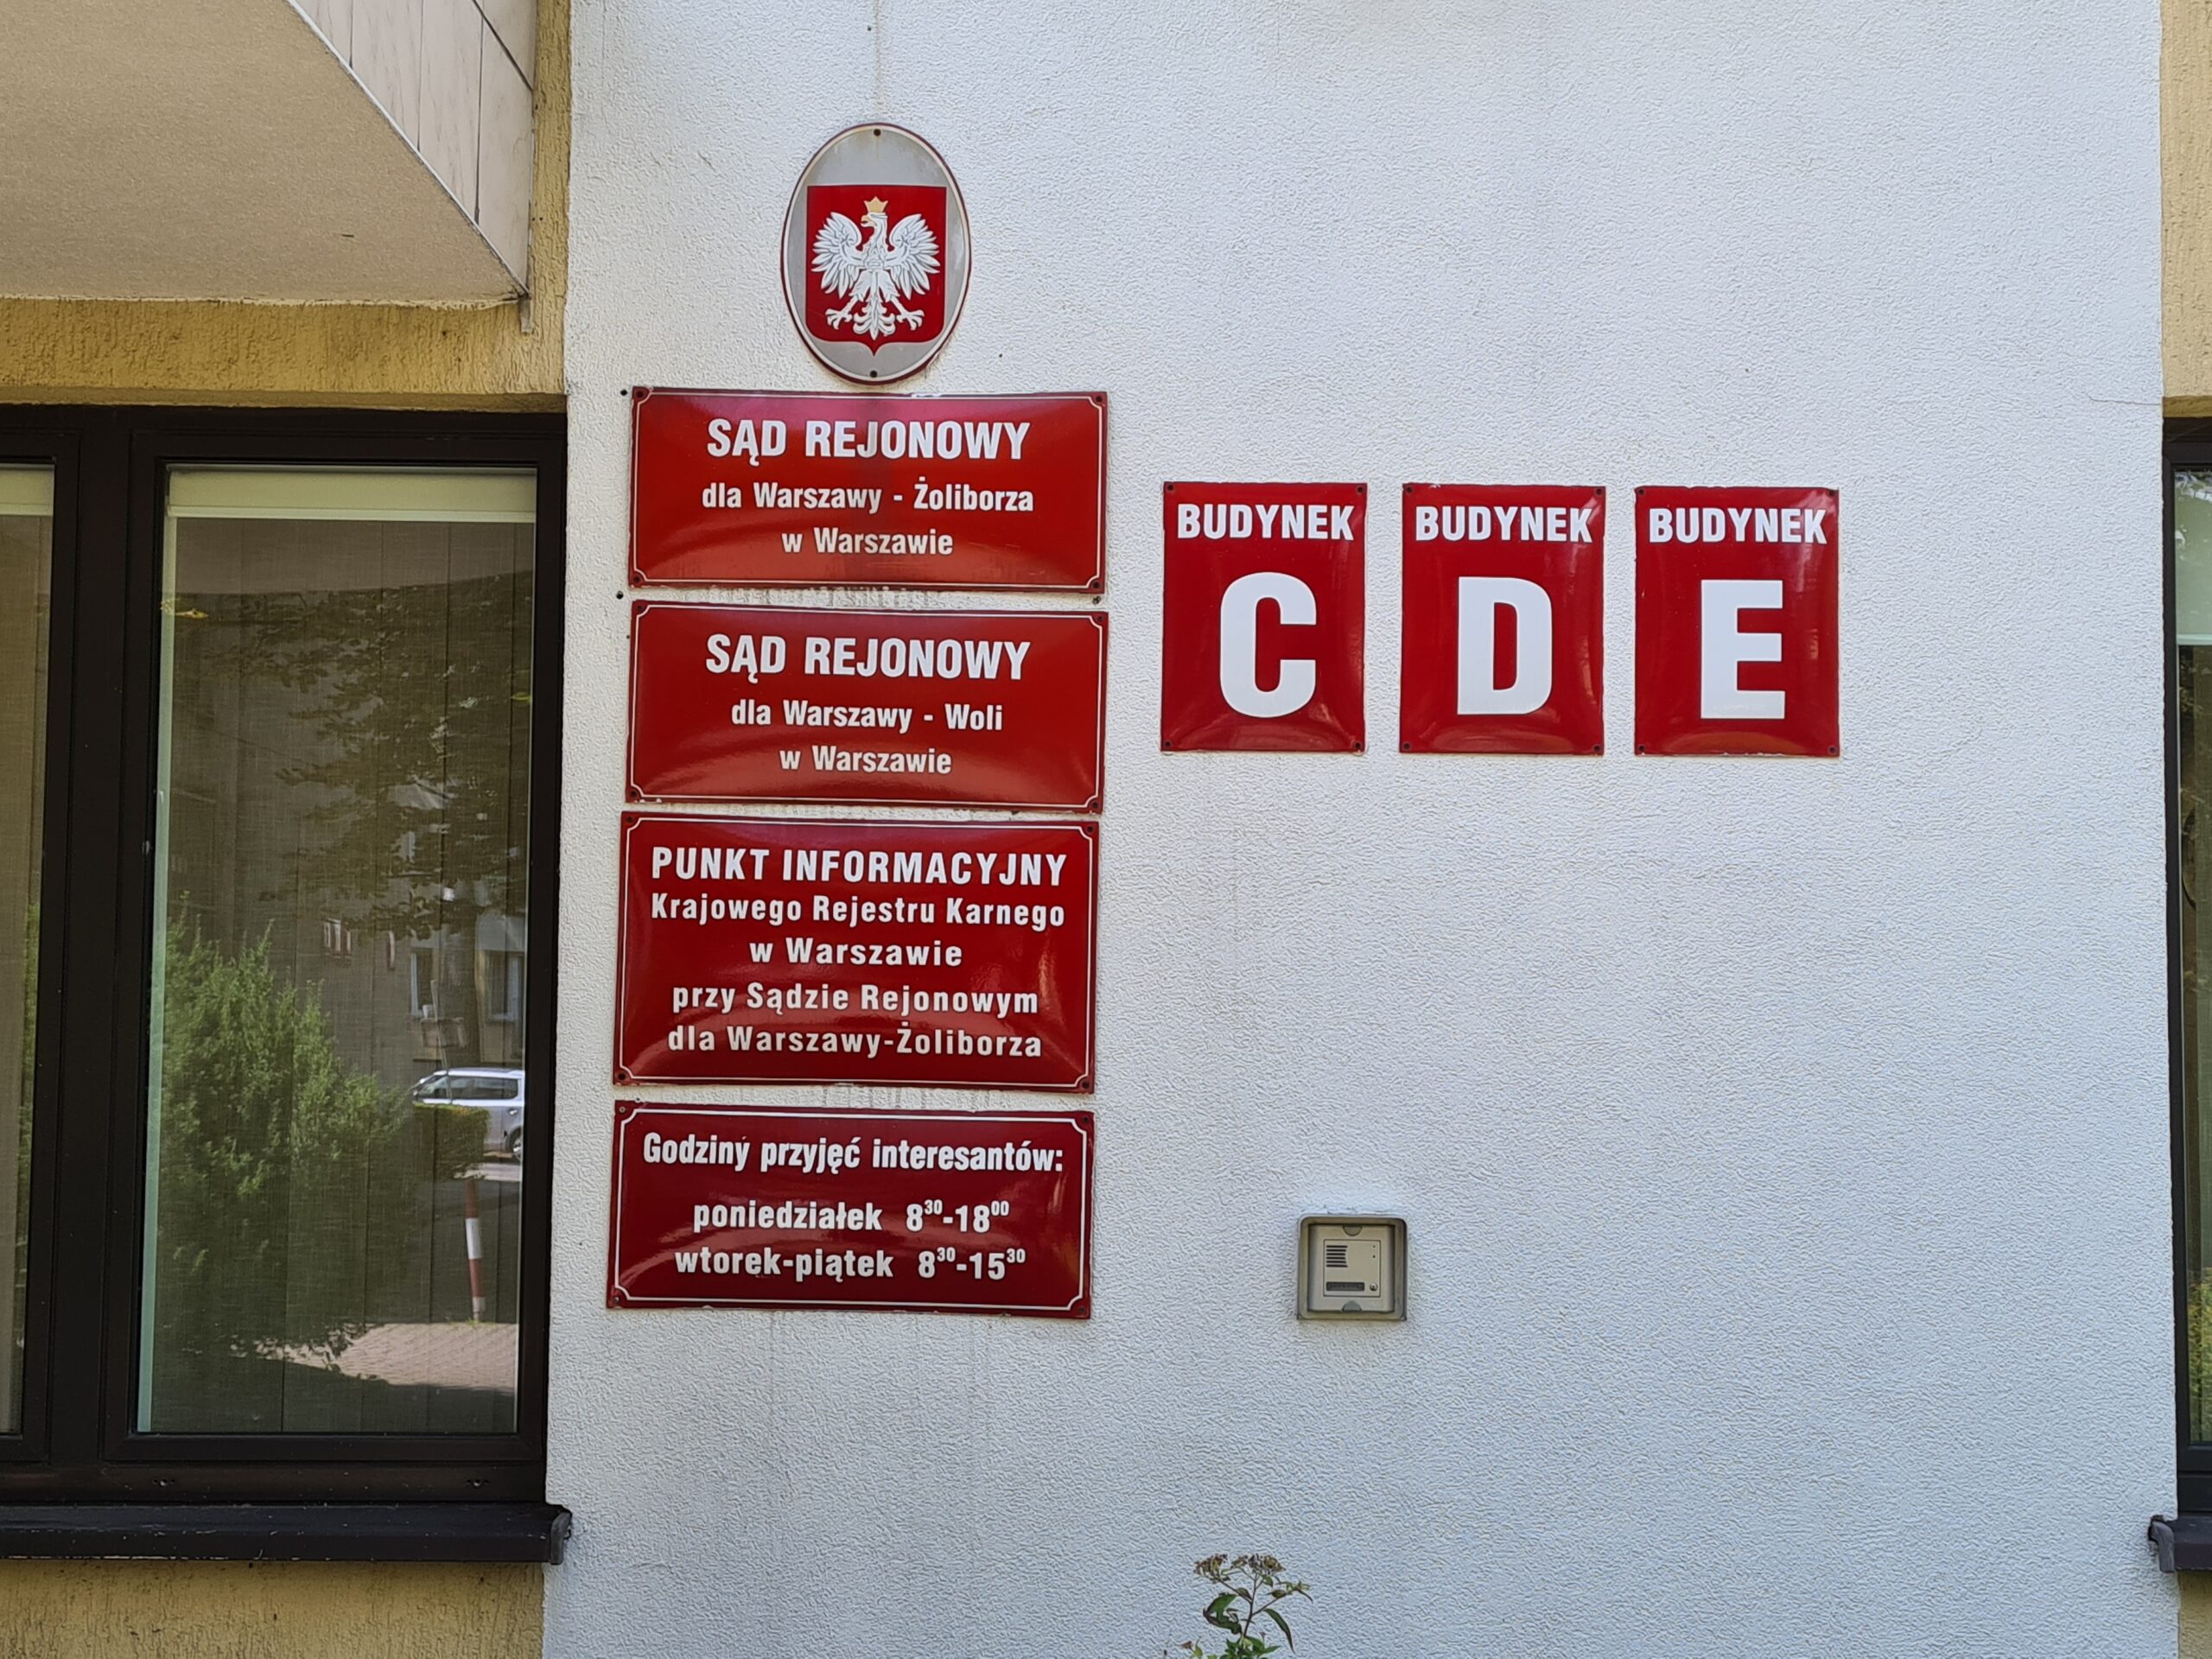 SĄD REJONOWY
dla Warszawy - Żoliborza
w Warszawie
SĄD REJONOWY
dla Warszawy - Woli
w Warszawie
PUNKT INFORMACYJNY
Krajowego Rejestru Karnego
w Warszawie
przy Sądzie Rejonowym
dla Warszawy-Żoliborza
Godziny przyjęć interesantów:
poniedziałek 8³⁰-18⁰⁰
wtorek-piątek 8³⁰-15³⁰
BUDYNEK
C
BUDYNEK
D
BUDYNEK
E